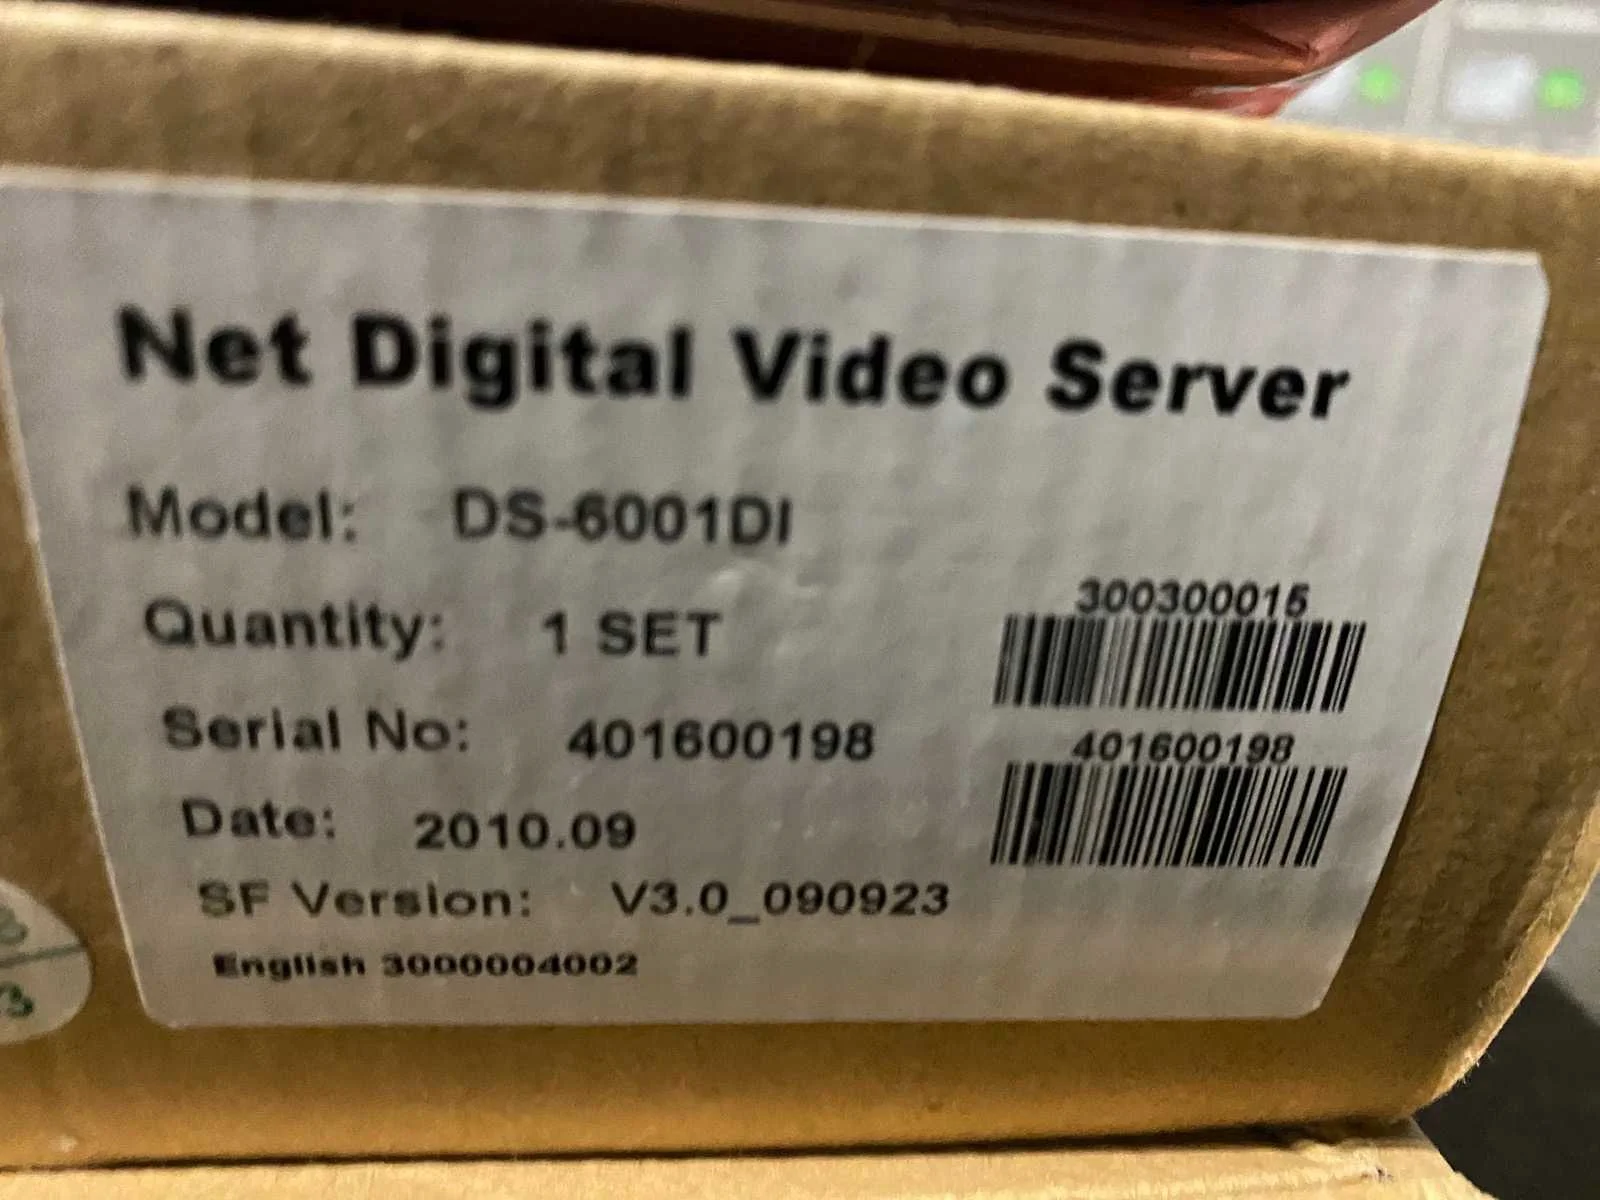 Net Digital Video Server
Model: DS-6001DI
Quantity: 1 SET
300300015
Serial No: 401600198
401600198
Date: 2010.09
SF Version: V3.0_090923
English 3000004002